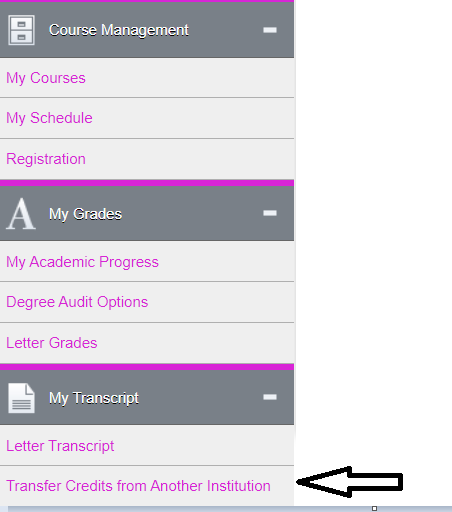 Course Management
My Courses
My Schedule
Registration
My Grades
My Academic Progress
Degree Audit Options
Letter Grades
My Transcript
Letter Transcript
Transfer Credits from Another Institution